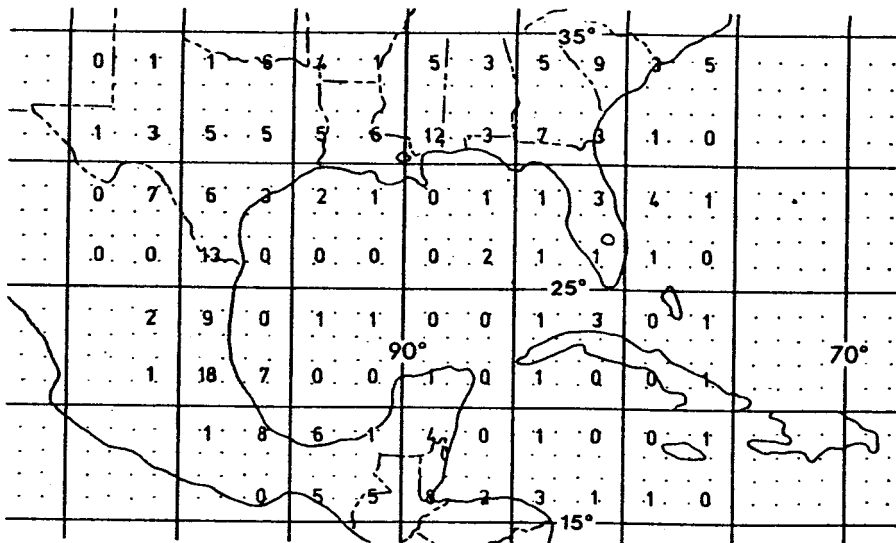 35°
0 1 1 6 4 1 5 3 5 9 3 5
1 3 5 5 5 6 12 3 7 3 1 0
0 7 6 3 2 1 0 1 1 3 4 1
0 0 13 0 0 0 0 2 1 1 1 0
25°
2 9 0 1 1 0 0 1 3 0 1
90° 70°
1 18 7 0 0 1 0 1 0 0 1
1 8 6 1 4 0 1 0 0 1
0 5 5 8 2 3 1 1 0
15°